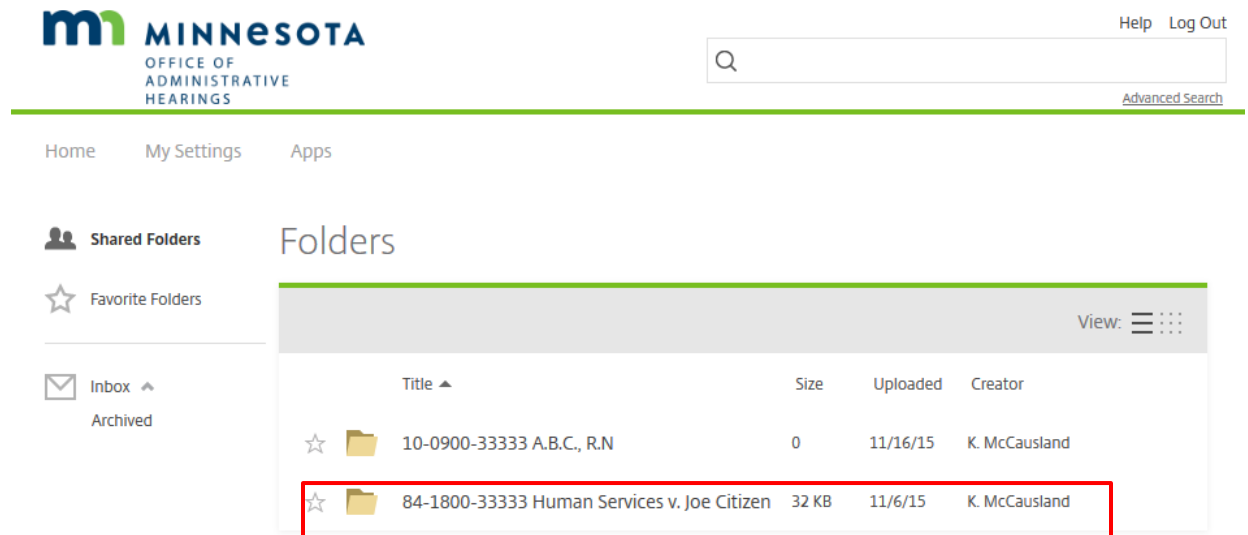 mn MINNESOTA
OFFICE OF
ADMINISTRATIVE
HEARINGS
Help Log Out
Advanced Search
Home My Settings Apps
Shared Folders
Favorite Folders
Inbox
Archived
Folders
View:
Title Size Uploaded Creator
10-0900-33333 A.B.C., R.N 0 11/16/15 K. McCausland
84-1800-33333 Human Services v. Joe Citizen 32 KB 11/6/15 K. McCausland